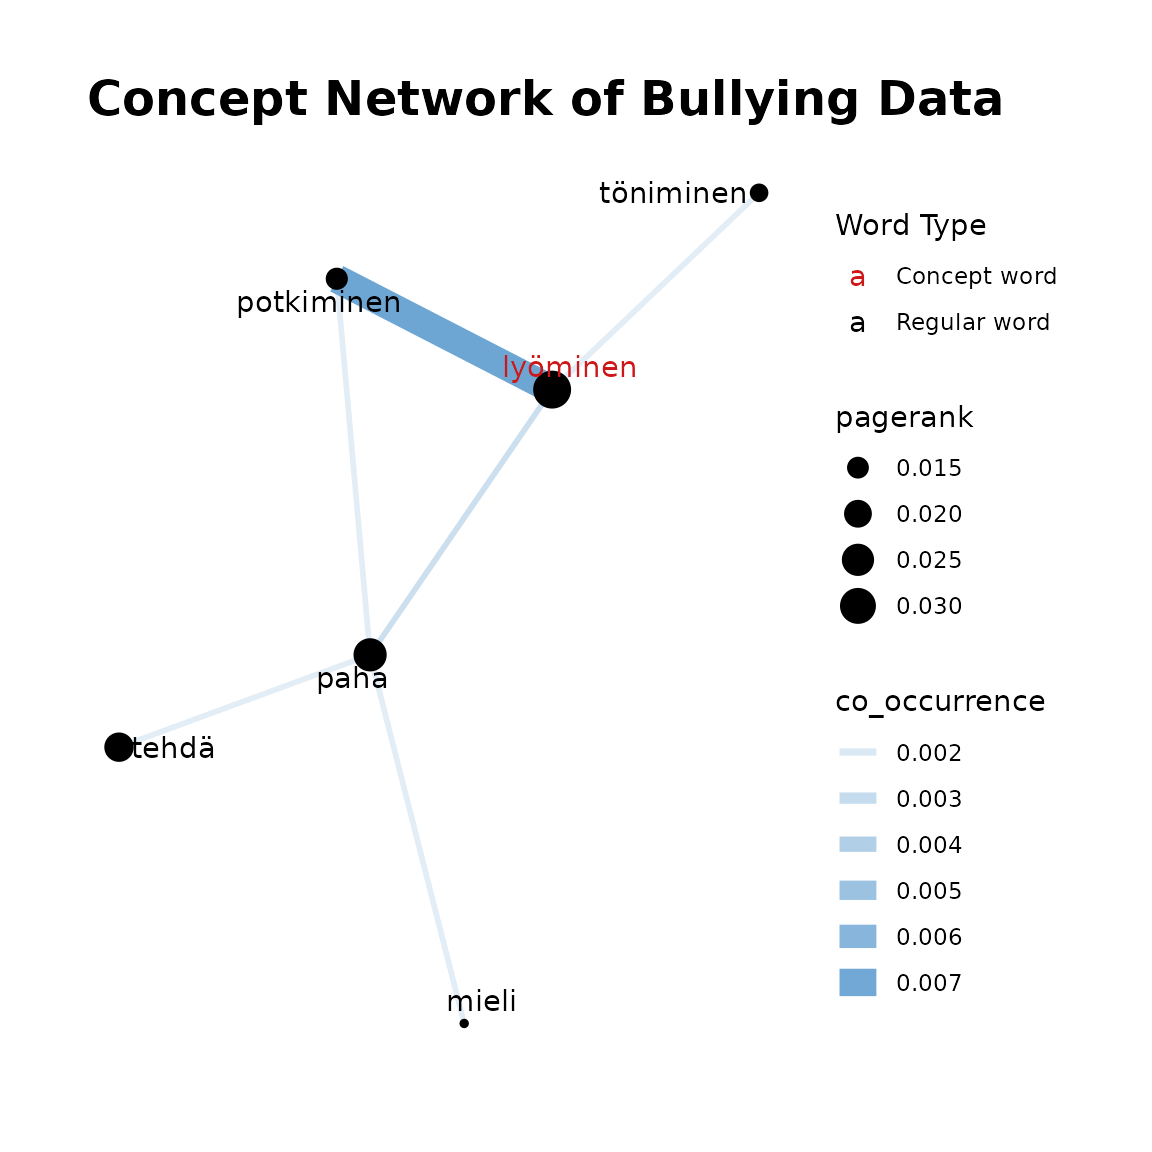 Concept Network of Bullying Data
töniminen
potkiminen
lyöminen
paha
tehdä
mieli
Word Type
a Concept word
a Regular word
pagerank
0.015
0.020
0.025
0.030
co_occurrence
0.002
0.003
0.004
0.005
0.006
0.007